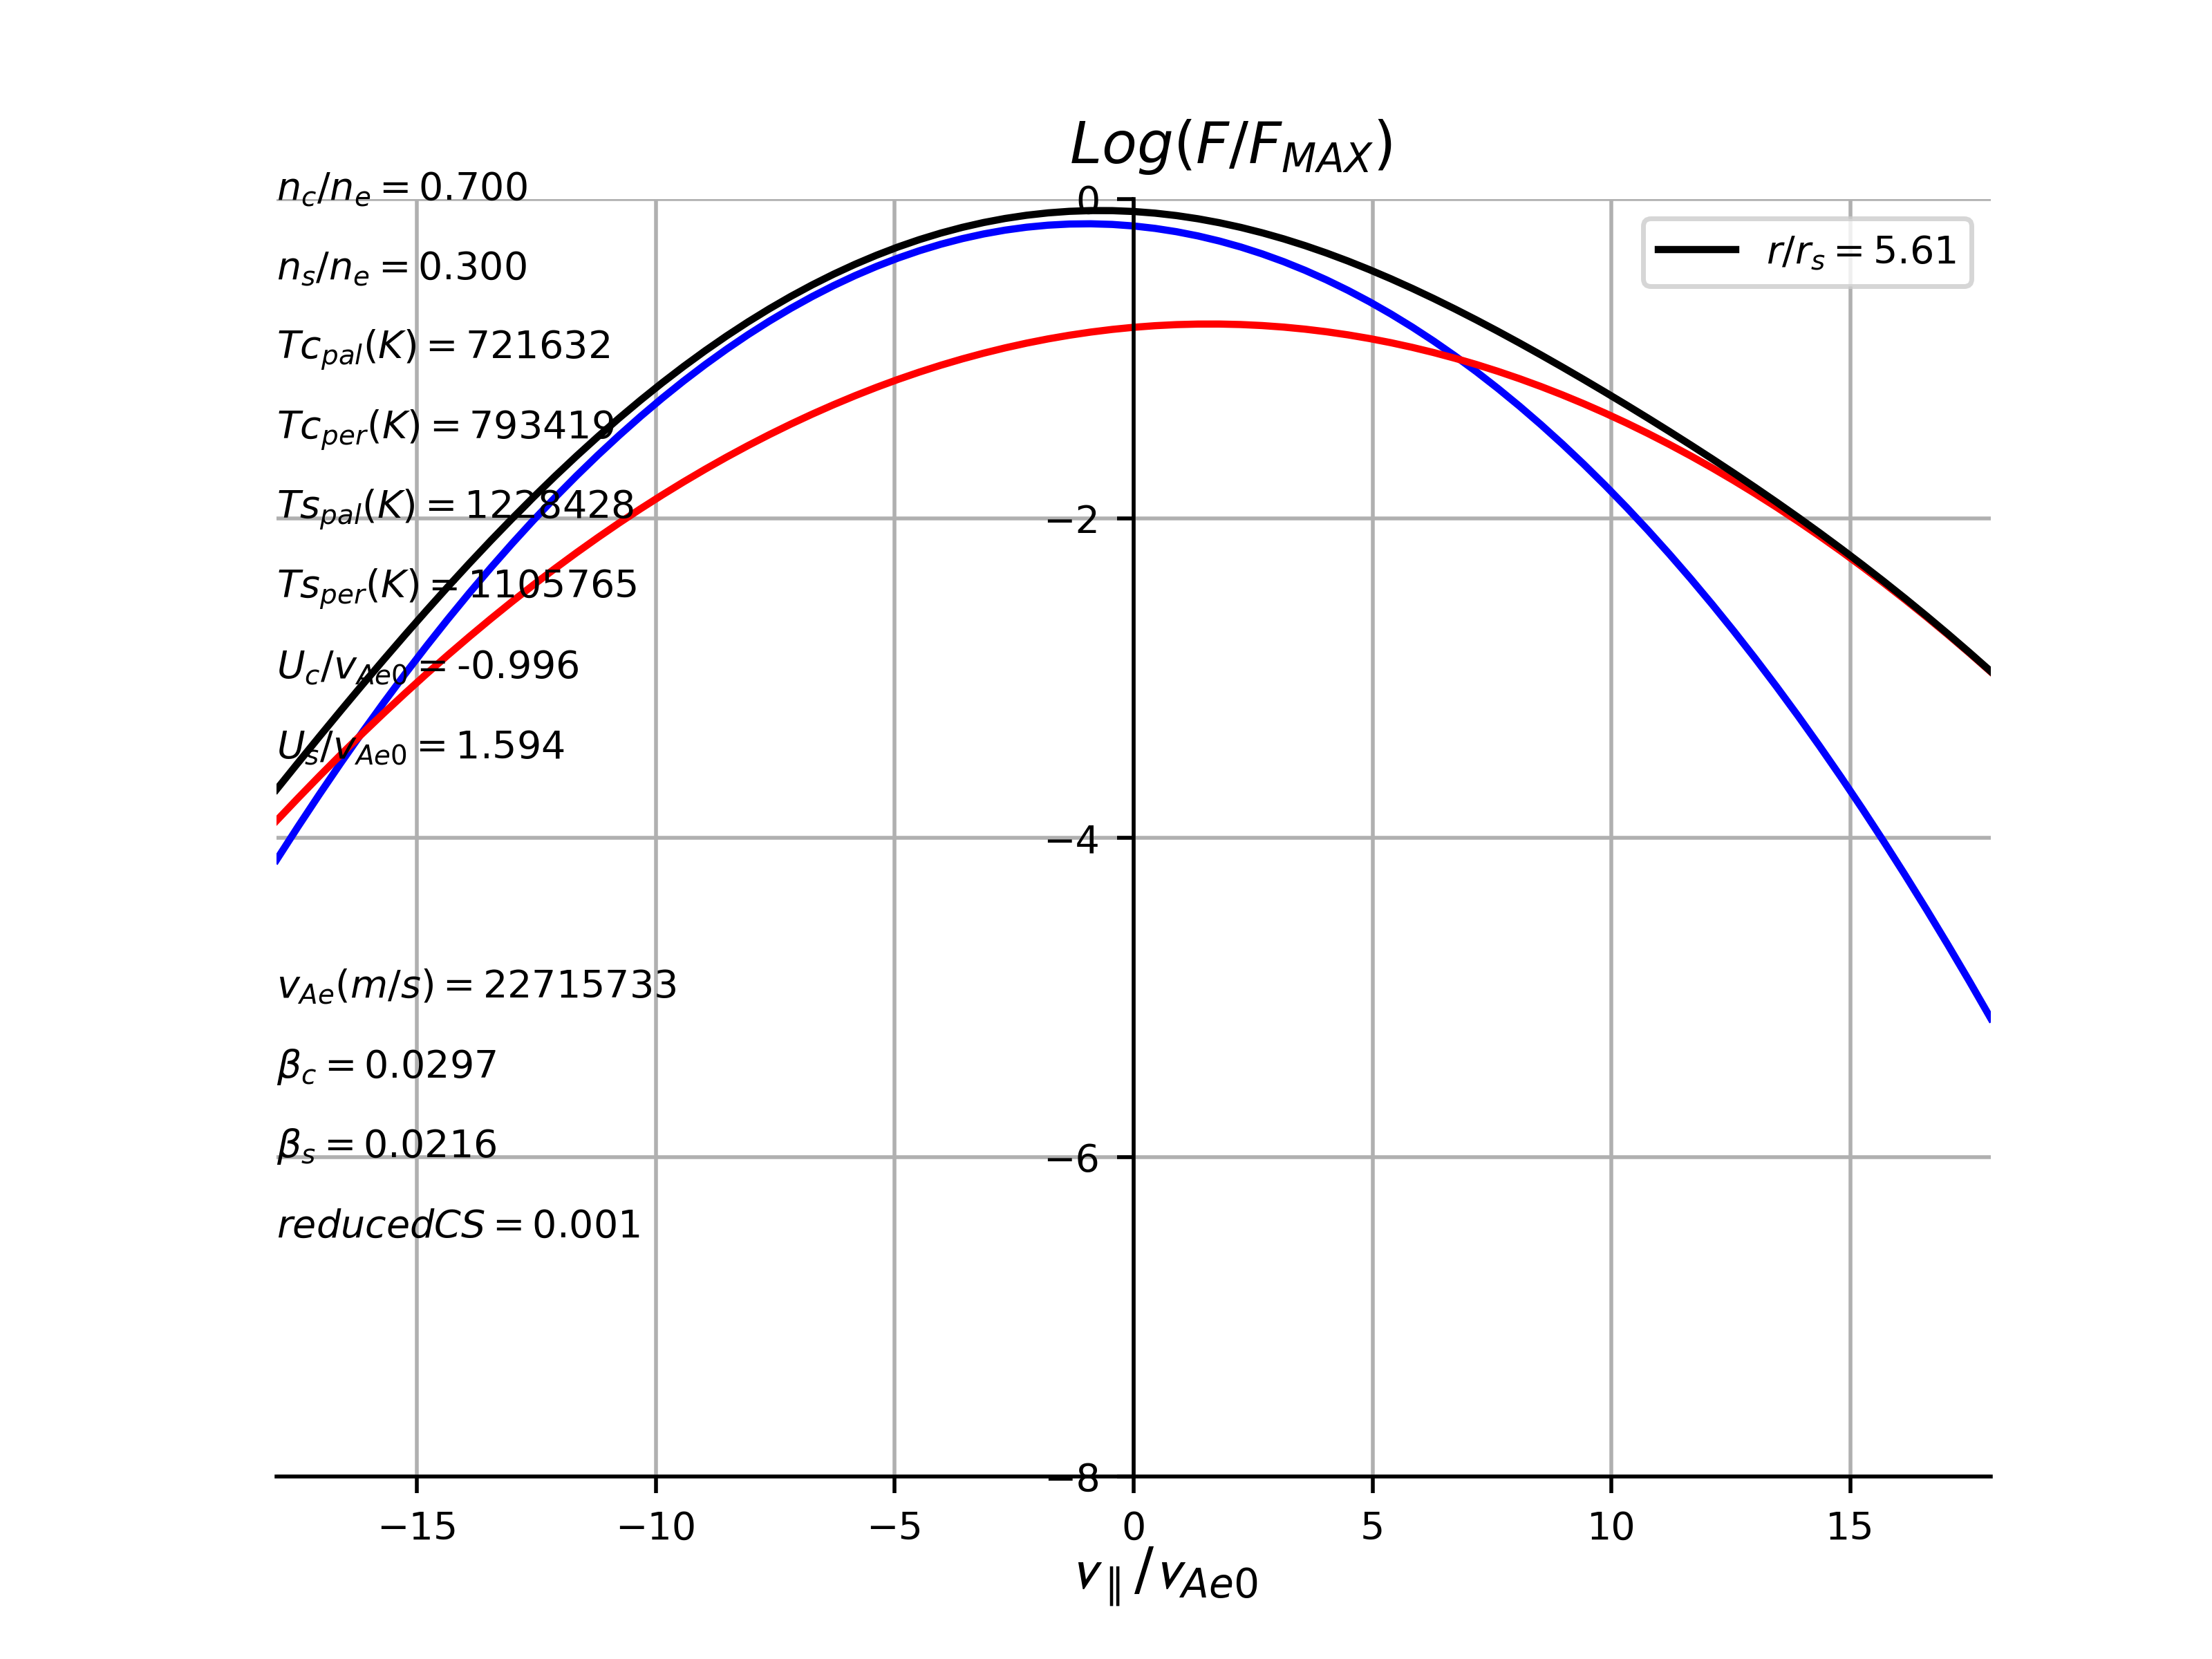 Log(F/F_MAX)
n_c/n_e = 0.700
n_s/n_e = 0.300
Tc_pal(K) = 721632
Tc_per(K) = 793419
Ts_pal(K) = 1228428
Ts_per(K) = 1105765
U_c/v_Ae0 = -0.996
U_s/v_Ae0 = 1.594
v_Ae(m/s) = 22715733
β_c = 0.0297
β_s = 0.0216
reducedCS = 0.001
r/r_s = 5.61
0
−2
−4
−6
−8
−15 −10 −5 0 5 10 15
v_∥/v_Ae0